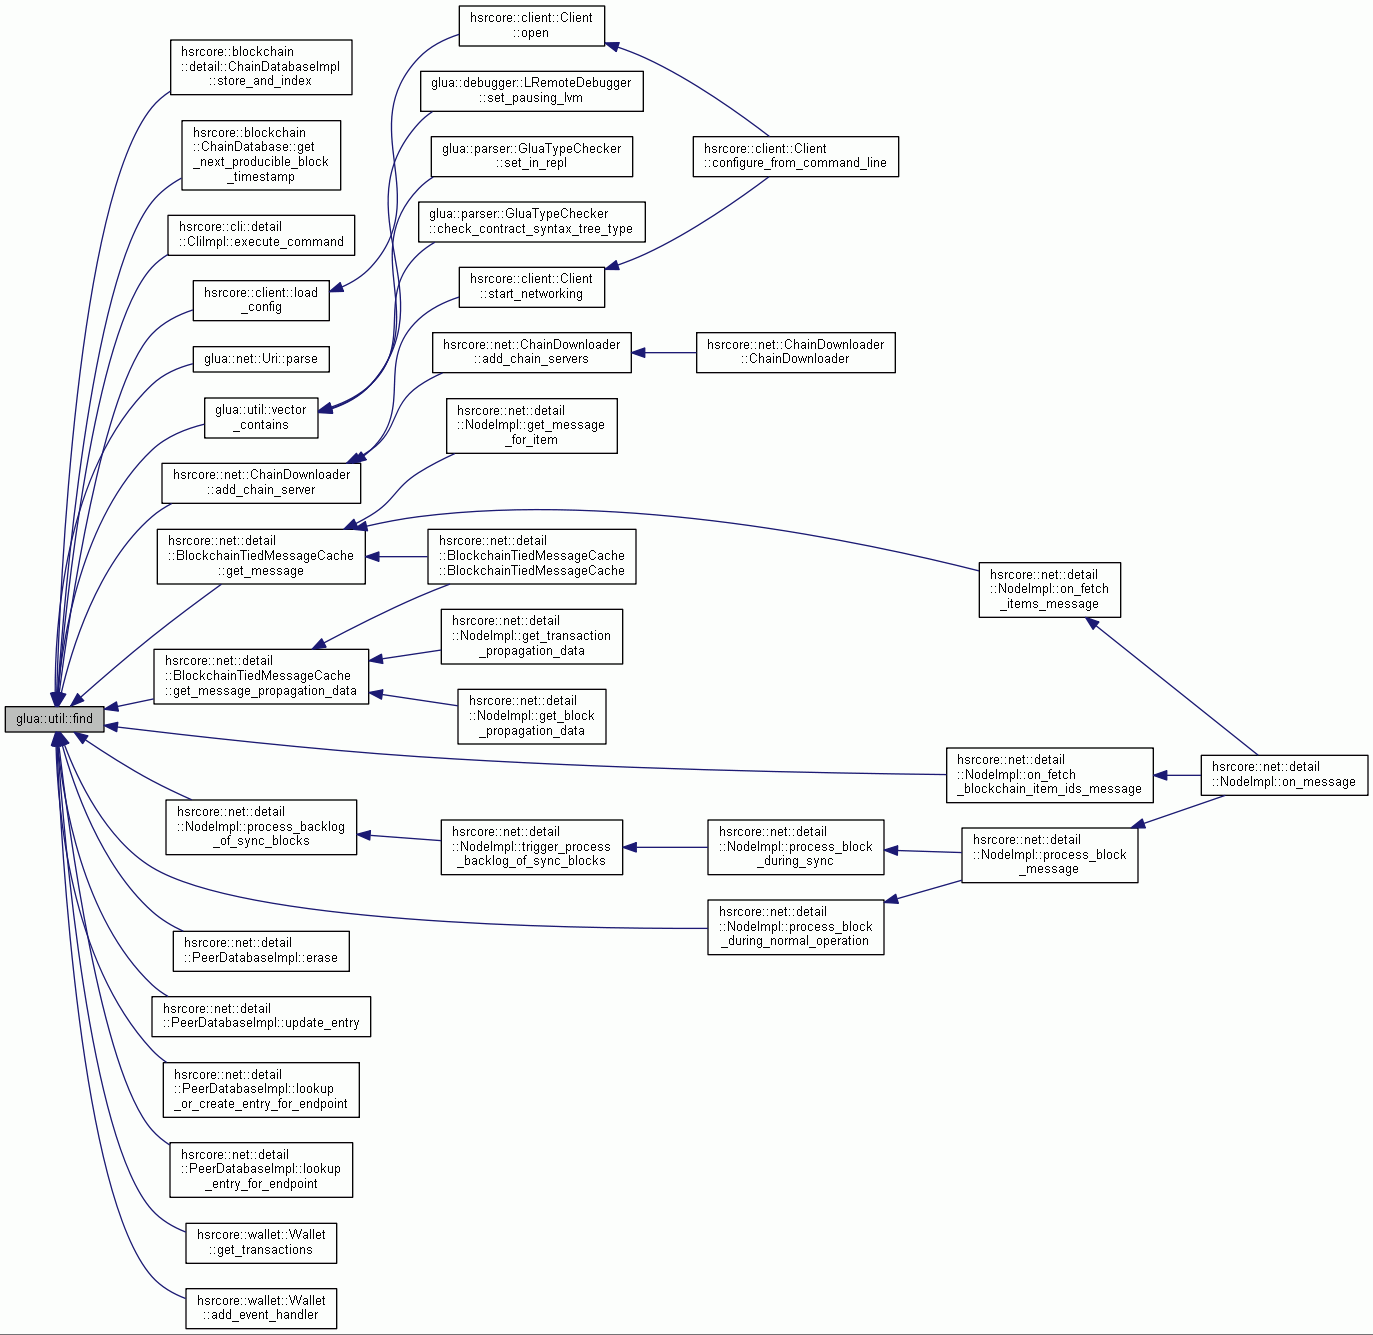 hsrcore::client::Client
::open
hsrcore::blockchain
::detail::ChainDatabaseImpl
::store_and_index
glua::debugger::LRemoteDebugger
::set_pausing_lvm
hsrcore::blockchain
::ChainDatabase::get
_next_producible_block
_timestamp
glua::parser::GluaTypeChecker
::set_in_repl
hsrcore::client::Client
::configure_from_command_line
hsrcore::cli::detail
::CliImpl::execute_command
glua::parser::GluaTypeChecker
::check_contract_syntax_tree_type
hsrcore::client::load
_config
hsrcore::client::Client
::start_networking
glua::net::Uri::parse
hsrcore::net::ChainDownloader
::add_chain_servers
hsrcore::net::ChainDownloader
::ChainDownloader
glua::util::vector
_contains
hsrcore::net::detail
::NodeImpl::get_message
_for_item
hsrcore::net::ChainDownloader
::add_chain_server
hsrcore::net::detail
::BlockchainTiedMessageCache
::get_message
hsrcore::net::detail
::BlockchainTiedMessageCache
::BlockchainTiedMessageCache
hsrcore::net::detail
::NodeImpl::on_fetch
_items_message
hsrcore::net::detail
::NodeImpl::get_transaction
_propagation_data
hsrcore::net::detail
::BlockchainTiedMessageCache
::get_message_propagation_data
hsrcore::net::detail
::NodeImpl::get_block
_propagation_data
glua::util::find
hsrcore::net::detail
::NodeImpl::on_fetch
_blockchain_item_ids_message
hsrcore::net::detail
::NodeImpl::on_message
hsrcore::net::detail
::NodeImpl::process_backlog
_of_sync_blocks
hsrcore::net::detail
::NodeImpl::trigger_process
_backlog_of_sync_blocks
hsrcore::net::detail
::NodeImpl::process_block
_during_sync
hsrcore::net::detail
::NodeImpl::process_block
_message
hsrcore::net::detail
::NodeImpl::process_block
_during_normal_operation
hsrcore::net::detail
::PeerDatabaseImpl::erase
hsrcore::net::detail
::PeerDatabaseImpl::update_entry
hsrcore::net::detail
::PeerDatabaseImpl::lookup
_or_create_entry_for_endpoint
hsrcore::net::detail
::PeerDatabaseImpl::lookup
_entry_for_endpoint
hsrcore::wallet::Wallet
::get_transactions
hsrcore::wallet::Wallet
::add_event_handler